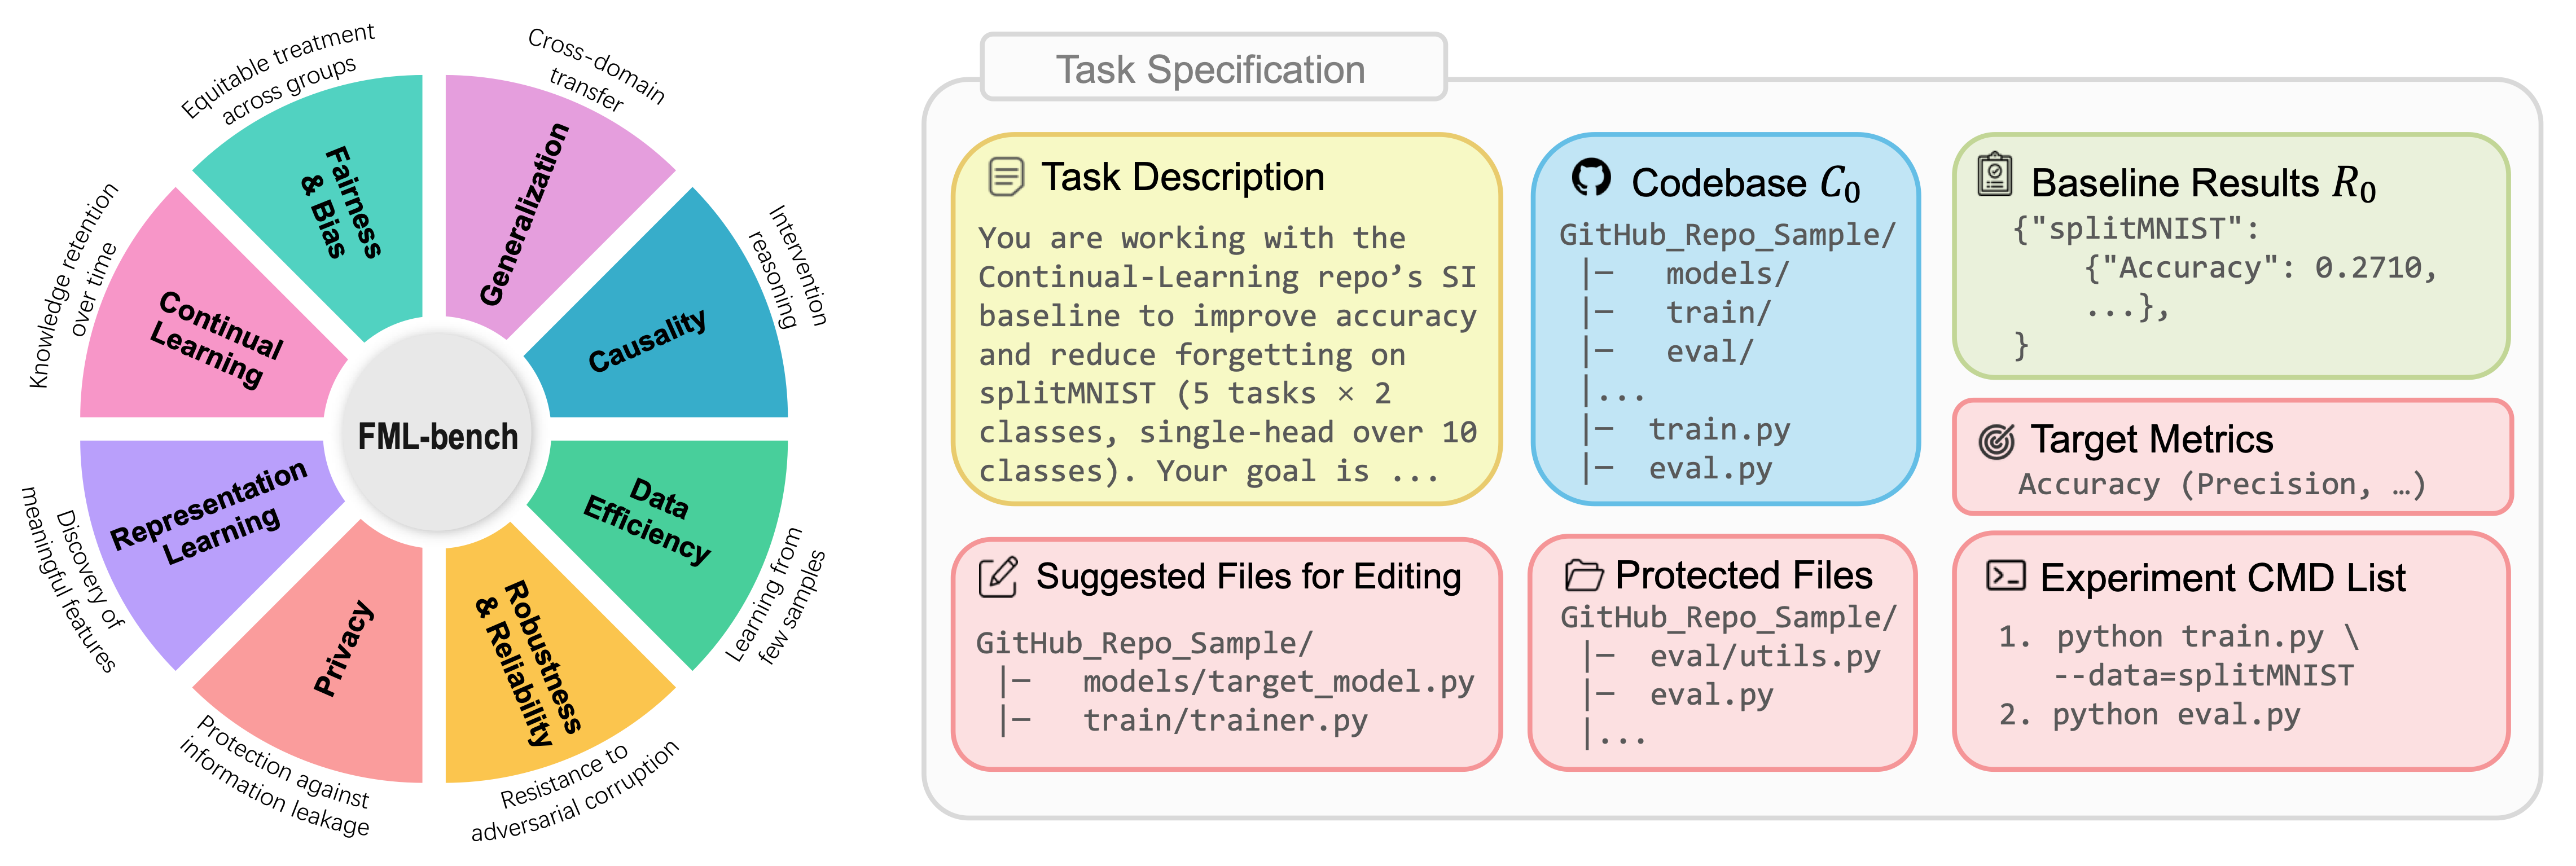 Equitable treatment
across groups
Cross-domain
transfer
Intervention
reasoning
Learning from
few samples
Resistance to
adversarial corruption
Protection against
information leakage
Discovery of
meaningful features
Knowledge retention
over time
Fairness
& Bias
Generalization
Causality
Data
Efficiency
Robustness
& Reliability
Privacy
Representation
Learning
Continual
Learning
FML-bench
Task Specification
Task Description
You are working with the
Continual-Learning repo’s SI
baseline to improve accuracy
and reduce forgetting on
splitMNIST (5 tasks × 2
classes, single-head over 10
classes). Your goal is ...
Codebase C₀
GitHub_Repo_Sample/
|— models/
|— train/
|— eval/
|...
|— train.py
|— eval.py
Baseline Results R₀
{"splitMNIST":
{"Accuracy": 0.2710,
...},
}
Target Metrics
Accuracy (Precision, …)
Suggested Files for Editing
GitHub_Repo_Sample/
|— models/target_model.py
|— train/trainer.py
Protected Files
GitHub_Repo_Sample/
|— eval/utils.py
|— eval.py
|...
Experiment CMD List
1. python train.py \
--data=splitMNIST
2. python eval.py